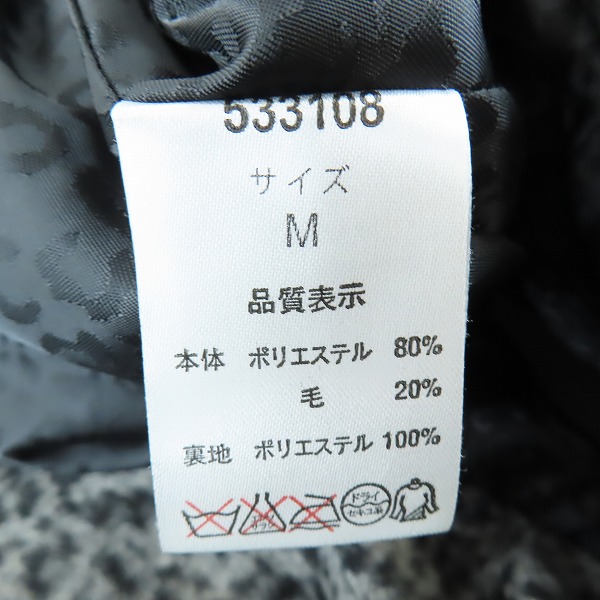 533108
サイズ
M
品質表示
本体 ポリエステル 80%
毛 20%
裏地 ポリエステル 100%
ドライ
セキユ系